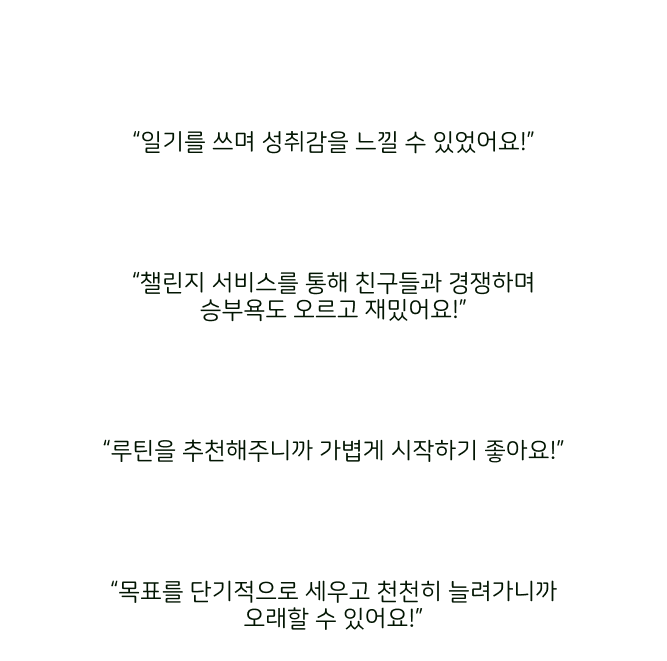 “일기를 쓰며 성취감을 느낄 수 있었어요!”
“챌린지 서비스를 통해 친구들과 경쟁하며
승부욕도 오르고 재밌어요!”
“루틴을 추천해주니까 가볍게 시작하기 좋아요!”
“목표를 단기적으로 세우고 천천히 늘려가니까
오래할 수 있어요!”